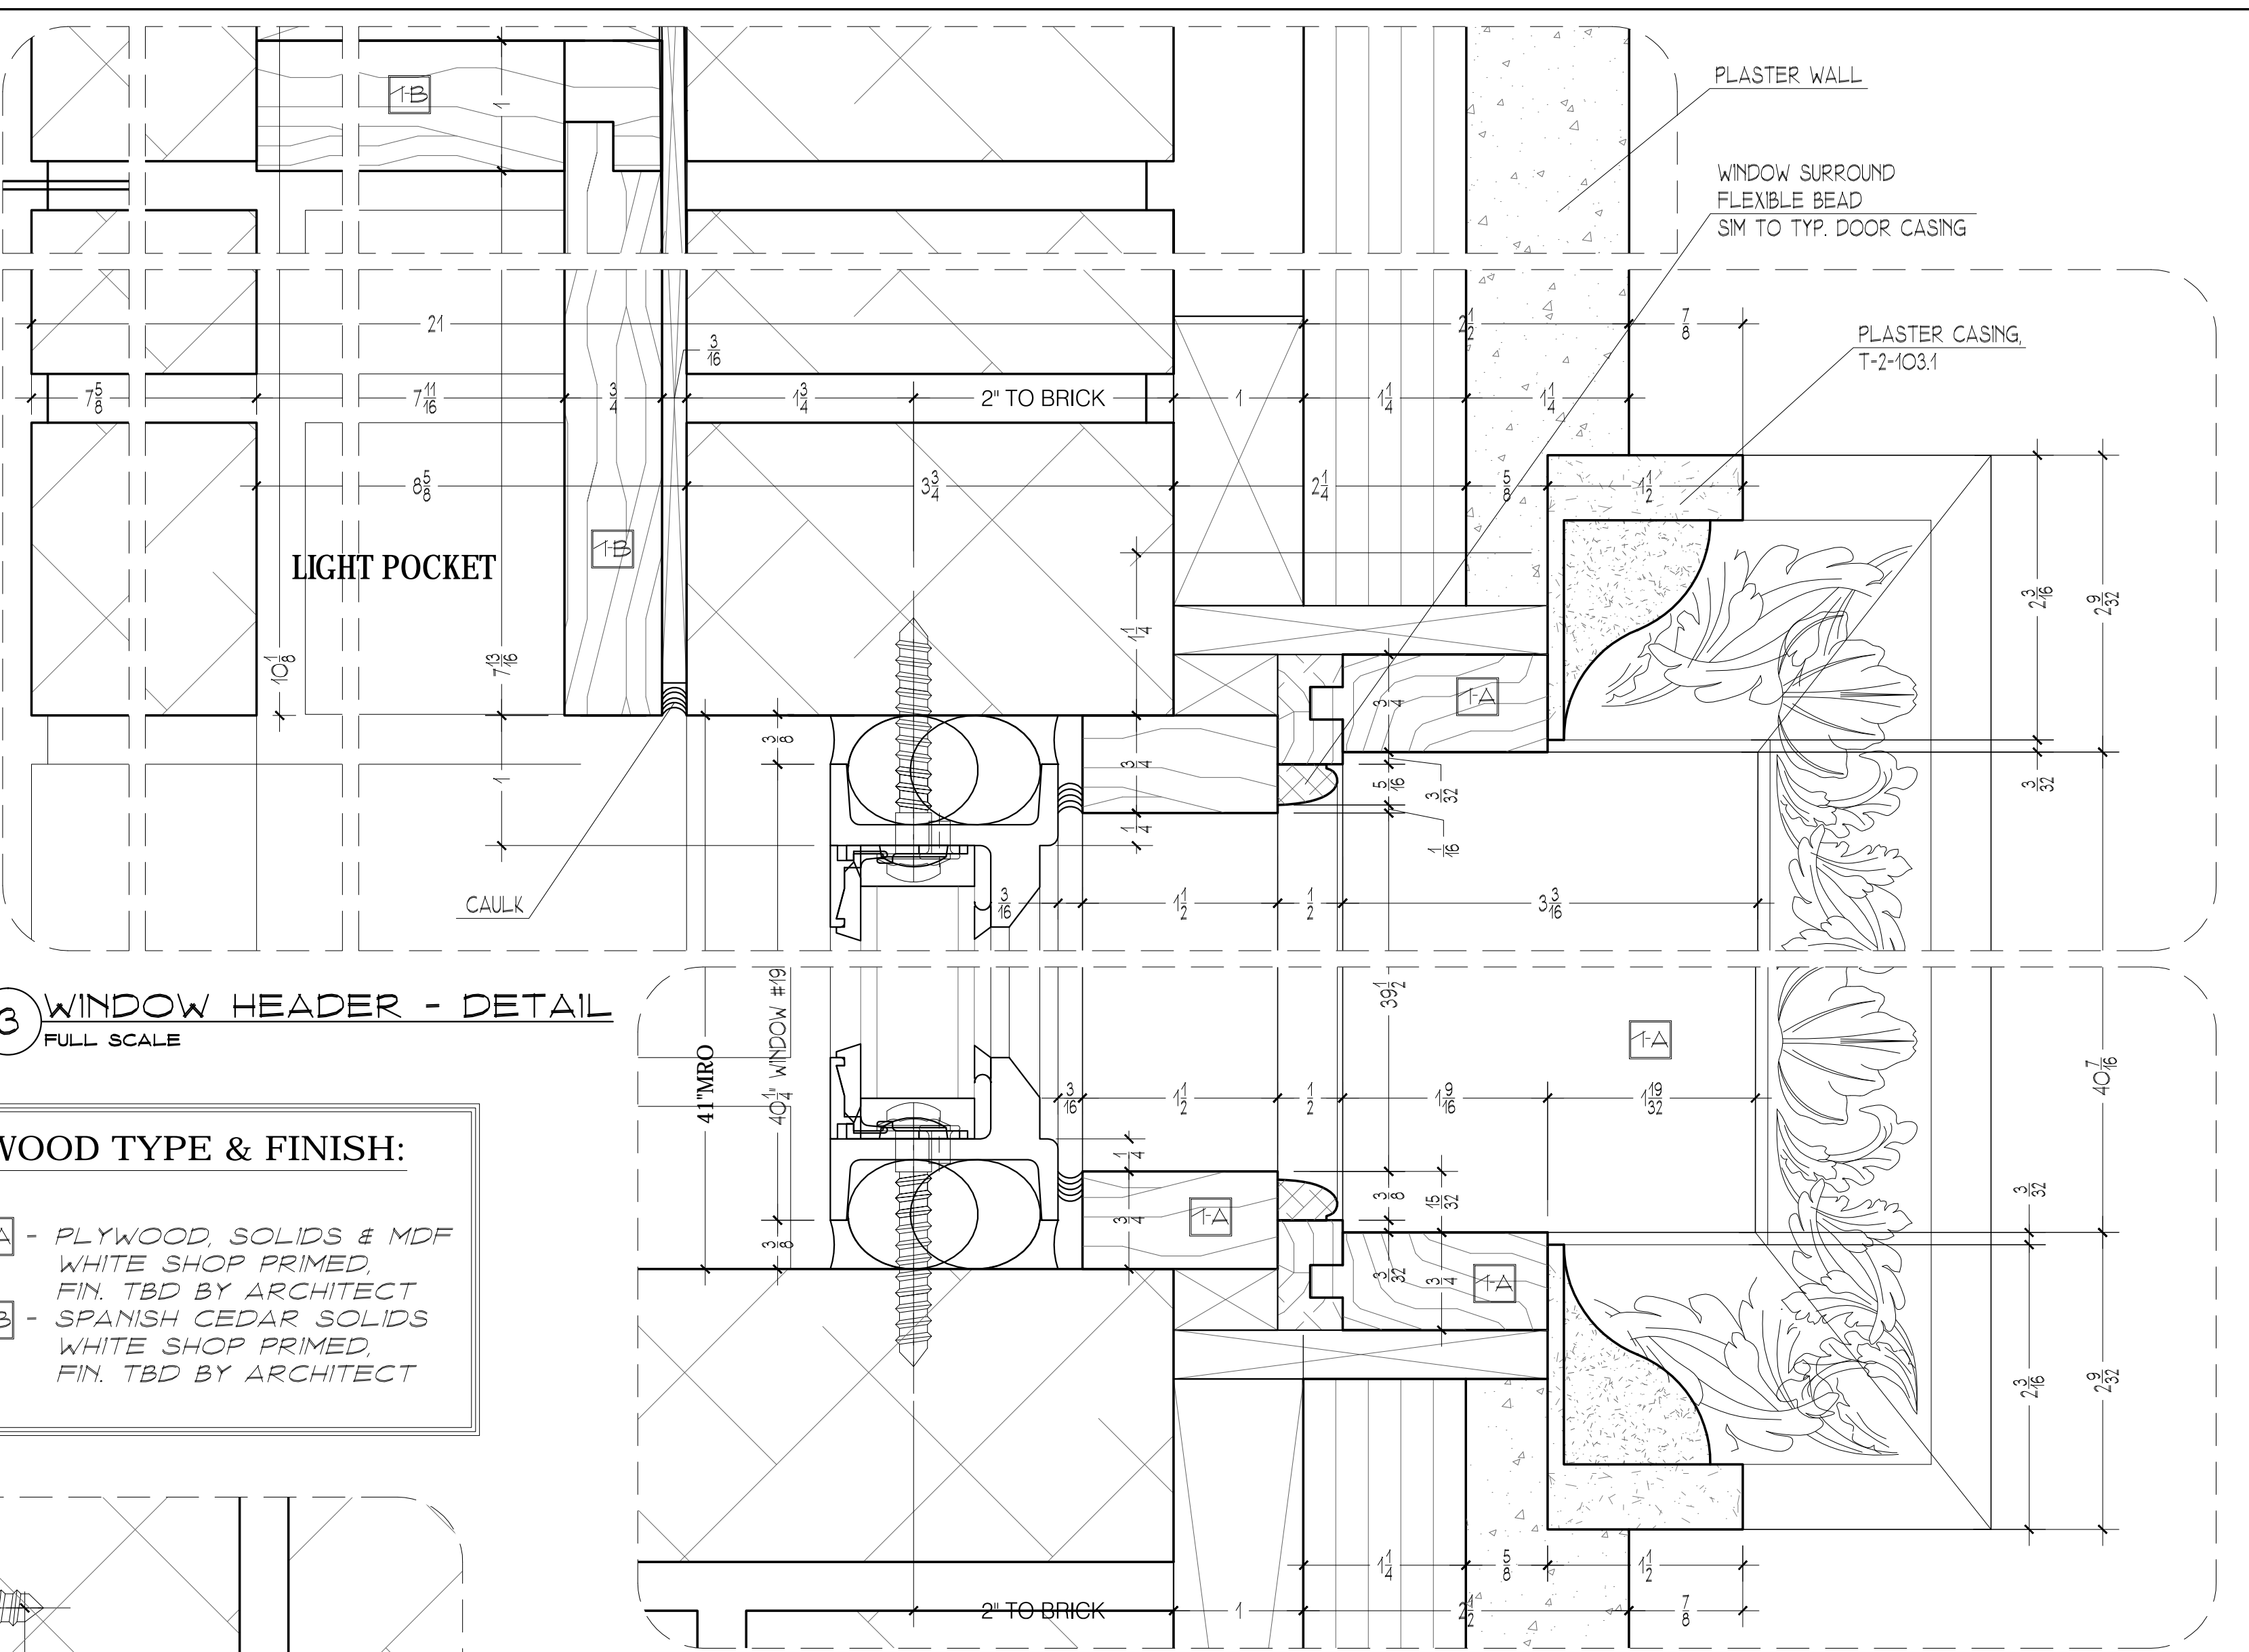 PLASTER WALL
WINDOW SURROUND
FLEXIBLE BEAD
SIM TO TYP. DOOR CASING
PLASTER CASING,
T-2-103.1
1-B
1
21
3/16
2 1/2
7/8
7 5/8
7 11/16
3/4
1 3/4
2" TO BRICK
1
1 1/4
1 1/4
8 5/8
3 3/4
2 1/4
5/8
1 1/2
1-B
LIGHT POCKET
10 1/8
7 13/16
1 1/4
2 3/16
2 9/32
1-A
3/4
3/8
1
3/4
5/16
3/32
3/32
1/4
1/16
CAULK
3/16
1 1/2
1/2
3 3/16
3 WINDOW HEADER - DETAIL
FULL SCALE
41"MRO
40 1/4" WINDOW #19
39 1/2
1-A
40 7/16
3/16
1 1/2
1/2
1 9/16
1 19/32
WOOD TYPE & FINISH:
A - PLYWOOD, SOLIDS & MDF
WHITE SHOP PRIMED,
FIN. TBD BY ARCHITECT
B - SPANISH CEDAR SOLIDS
WHITE SHOP PRIMED,
FIN. TBD BY ARCHITECT
1/4
3/8
15/32
3/32
3/4
1-A
3/8
3/32
3/4
1-A
2 3/16
2 9/32
1 1/4
5/8
1 1/2
2" TO BRICK
1
7/8